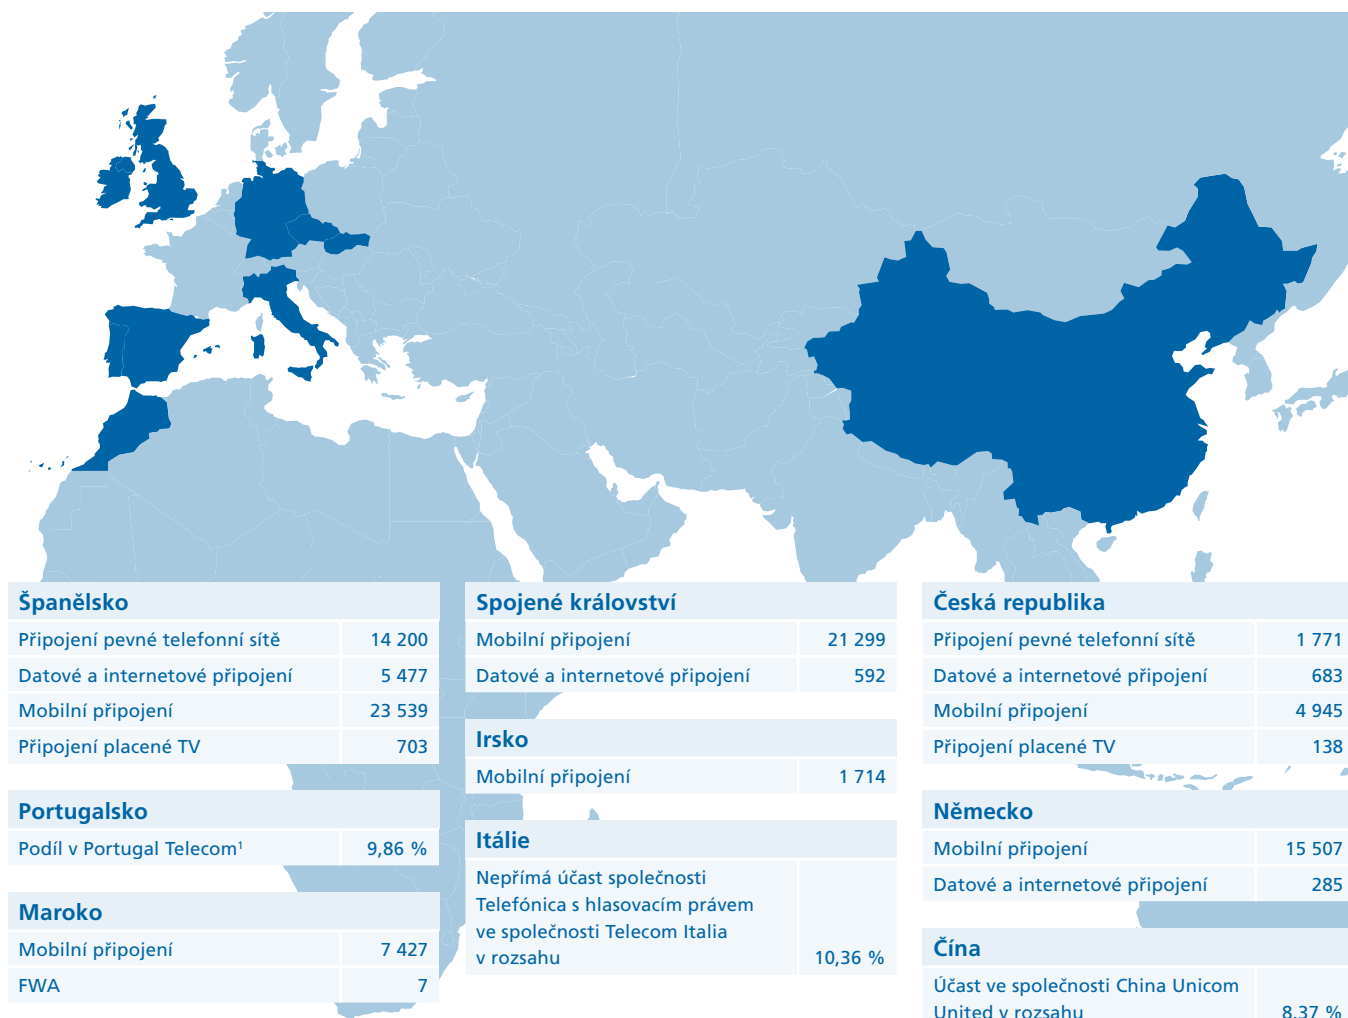 Španělsko
Připojení pevné telefonní sítě 14 200
Datové a internetové připojení 5 477
Mobilní připojení 23 539
Připojení placené TV 703
Portugalsko
Podíl v Portugal Telecom¹ 9,86 %
Maroko
Mobilní připojení 7 427
FWA 7
Spojené království
Mobilní připojení 21 299
Datové a internetové připojení 592
Irsko
Mobilní připojení 1 714
Itálie
Nepřímá účast společnosti
Telefónica s hlasovacím právem
ve společnosti Telecom Italia
v rozsahu 10,36 %
Česká republika
Připojení pevné telefonní sítě 1 771
Datové a internetové připojení 683
Mobilní připojení 4 945
Připojení placené TV 138
Německo
Mobilní připojení 15 507
Datové a internetové připojení 285
Čína
Účast ve společnosti China Unicom
United v rozsahu 8,37 %